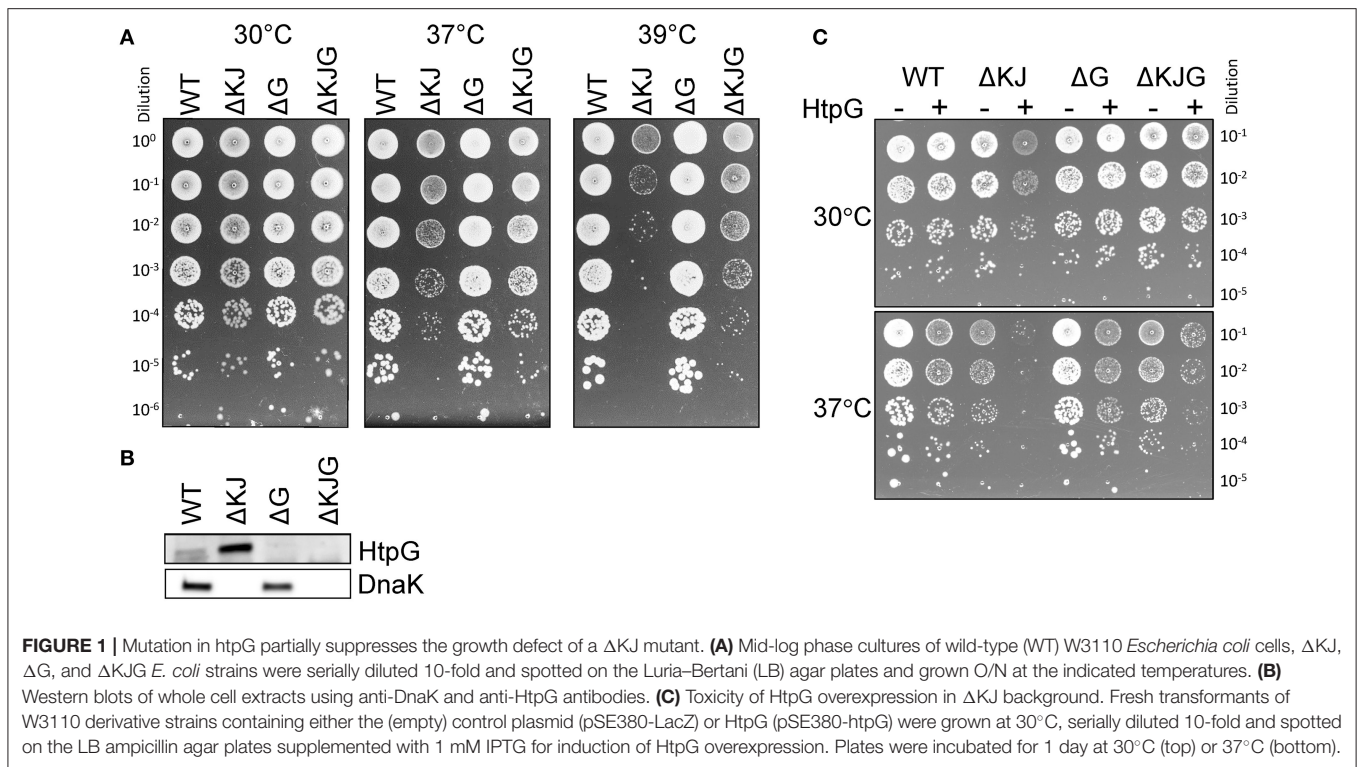 A
30°C
37°C
39°C
Dilution
WT
ΔKJ
ΔG
ΔKJG
WT
ΔKJ
ΔG
ΔKJG
WT
ΔKJ
ΔG
ΔKJG
10⁰
10⁻¹
10⁻²
10⁻³
10⁻⁴
10⁻⁵
10⁻⁶
B
WT
ΔKJ
ΔG
ΔKJG
HtpG
DnaK
C
WT ΔKJ ΔG ΔKJG
HtpG - + - + - + - +
Dilution
30°C
10⁻¹
10⁻²
10⁻³
10⁻⁴
10⁻⁵
37°C
10⁻¹
10⁻²
10⁻³
10⁻⁴
10⁻⁵
FIGURE 1 | Mutation in htpG partially suppresses the growth defect of a ΔKJ mutant. (A) Mid-log phase cultures of wild-type (WT) W3110 Escherichia coli cells, ΔKJ,
ΔG, and ΔKJG E. coli strains were serially diluted 10-fold and spotted on the Luria–Bertani (LB) agar plates and grown O/N at the indicated temperatures. (B)
Western blots of whole cell extracts using anti-DnaK and anti-HtpG antibodies. (C) Toxicity of HtpG overexpression in ΔKJ background. Fresh transformants of
W3110 derivative strains containing either the (empty) control plasmid (pSE380-LacZ) or HtpG (pSE380-htpG) were grown at 30°C, serially diluted 10-fold and spotted
on the LB ampicillin agar plates supplemented with 1 mM IPTG for induction of HtpG overexpression. Plates were incubated for 1 day at 30°C (top) or 37°C (bottom).